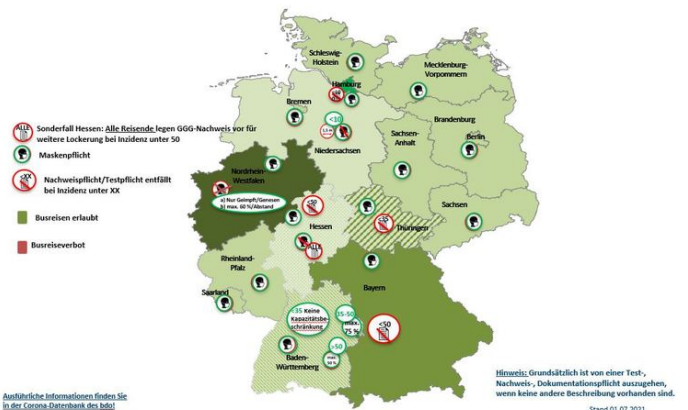 Schleswig-
Holstein
Mecklenburg-
Vorpommern
Hamburg
Bremen
<10
Niedersachsen
Brandenburg
Berlin
Sachsen-
Anhalt
ALLE
Sonderfall Hessen: Alle Reisende legen GGG-Nachweis vor für
weitere Lockerung bei Inzidenz unter 50
Maskenpflicht
<XX
Nachweispflicht/Testpflicht entfällt
bei Inzidenz unter XX
Busreisen erlaubt
Busreiseverbot
Nordrhein-
Westfalen
a) Nur Geimpft/Genesen
b) max. 60 %/Abstand
<50
Hessen
ALLE
Thüringen
Sachsen
Rheinland-
Pfalz
Saarland
Bayern
<35 Keine
Kapazitätsbe-
schränkung
35-50
max.
75 %
<50
>50
max.
Baden-
Württemberg
Ausführliche Informationen finden Sie
in der Corona-Datenbank des bdo!
Hinweis: Grundsätzlich ist von einer Test-,
Nachweis-, Dokumentationspflicht auszugehen,
wenn keine andere Beschreibung vorhanden sind.
Stand 01.07.2021